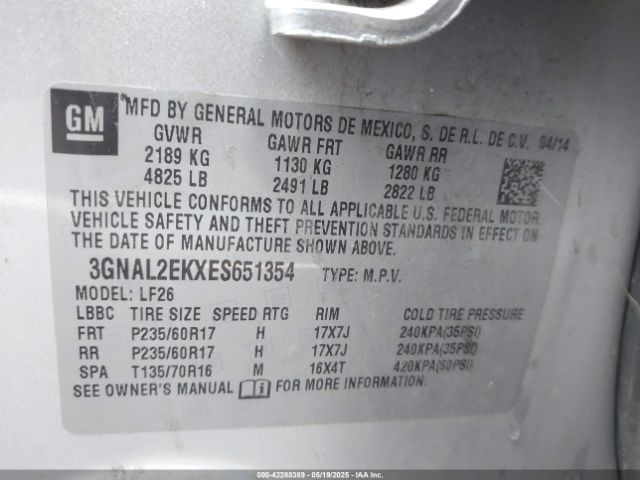 GM
MFD BY GENERAL MOTORS DE MEXICO, S. DE R.L. DE C.V. 04/14
GVWR GAWR FRT GAWR RR
2189 KG 1130 KG 1280 KG
4825 LB 2491 LB 2822 LB
THIS VEHICLE CONFORMS TO ALL APPLICABLE U.S. FEDERAL MOTOR
VEHICLE SAFETY AND THEFT PREVENTION STANDARDS IN EFFECT ON
THE DATE OF MANUFACTURE SHOWN ABOVE.
3GNAL2EKXES651354 TYPE: M.P.V.
MODEL: LF26
LBBC TIRE SIZE SPEED RTG RIM COLD TIRE PRESSURE
FRT P235/60R17 H 17X7J 240KPA(35PSI)
RR P235/60R17 H 17X7J 240KPA(35PSI)
SPA T135/70R16 M 16X4T 420KPA(60PSI)
SEE OWNER'S MANUAL FOR MORE INFORMATION.
000-42288389 - 05/19/2025 - IAAI.COM